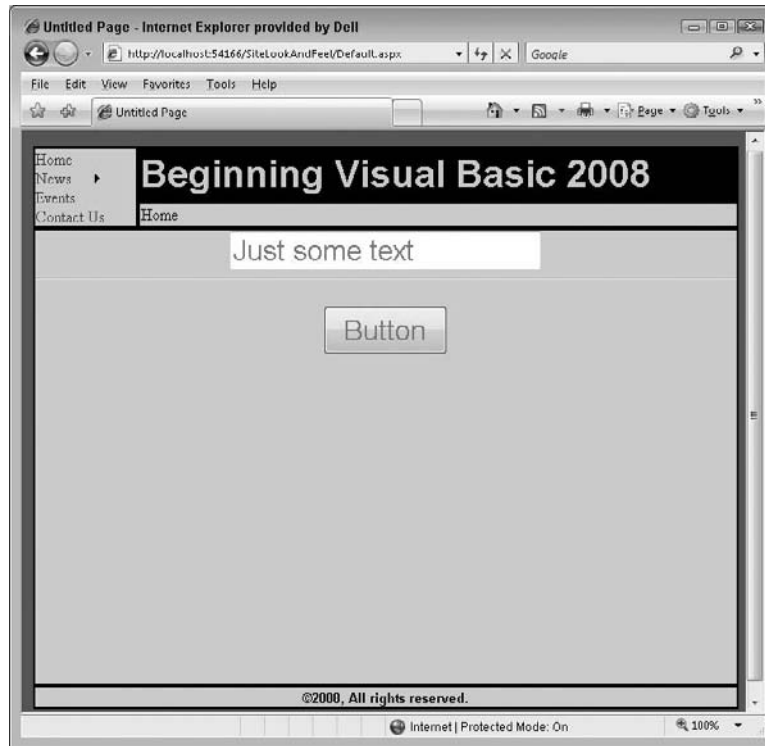 Untitled Page - Internet Explorer provided by Dell
http://localhost:54166/SiteLookAndFeel/Default.aspx
Google
File Edit View Favorites Tools Help
Untitled Page
Page Tools
Home
News
Events
Contact Us
Beginning Visual Basic 2008
Home
Just some text
Button
©2000, All rights reserved.
Internet | Protected Mode: On
100%